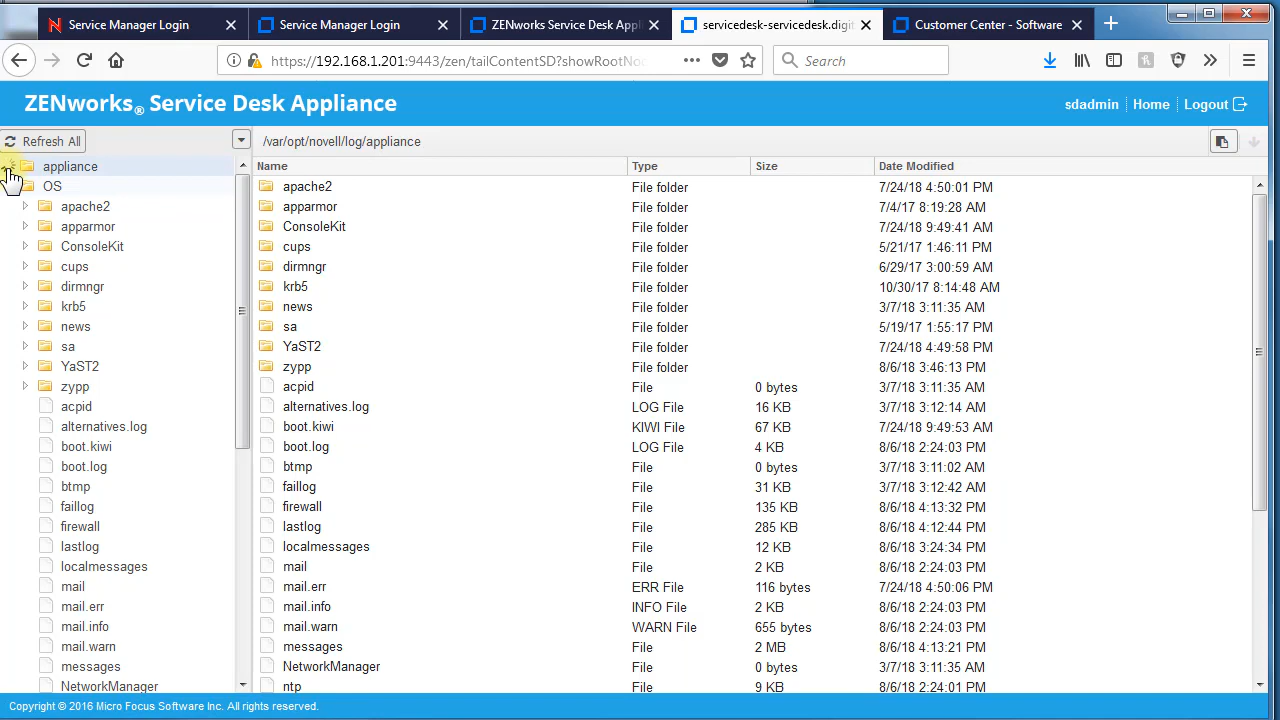 Service Manager Login
Service Manager Login
ZENworks Service Desk Appl
servicedesk-servicedesk.digit
Customer Center - Software
https://192.168.1.201:9443/zen/tailContentSD?showRootNo
Search
ZENworks® Service Desk Appliance
sdadmin Home Logout
Refresh All
/var/opt/novell/log/appliance
appliance
OS
apache2
apparmor
ConsoleKit
cups
dirmngr
krb5
news
sa
YaST2
zypp
acpid
alternatives.log
boot.kiwi
boot.log
btmp
faillog
firewall
lastlog
localmessages
mail
mail.err
mail.info
mail.warn
messages
NetworkManager
Name Type Size Date Modified
apache2 File folder 7/24/18 4:50:01 PM
apparmor File folder 7/4/17 8:19:28 AM
ConsoleKit File folder 7/24/18 9:49:41 AM
cups File folder 5/21/17 1:46:11 PM
dirmngr File folder 6/29/17 3:00:59 AM
krb5 File folder 10/30/17 8:14:48 AM
news File folder 3/7/18 3:11:35 AM
sa File folder 5/19/17 1:55:17 PM
YaST2 File folder 7/24/18 4:49:58 PM
zypp File folder 8/6/18 3:46:13 PM
acpid File 0 bytes 3/7/18 3:11:35 AM
alternatives.log LOG File 16 KB 3/7/18 3:12:14 AM
boot.kiwi KIWI File 67 KB 7/24/18 9:49:53 AM
boot.log LOG File 4 KB 8/6/18 2:24:03 PM
btmp File 0 bytes 3/7/18 3:11:02 AM
faillog File 31 KB 3/7/18 3:12:42 AM
firewall File 135 KB 8/6/18 4:13:32 PM
lastlog File 285 KB 8/6/18 4:12:44 PM
localmessages File 12 KB 8/6/18 3:24:34 PM
mail File 2 KB 8/6/18 2:24:03 PM
mail.err ERR File 116 bytes 7/24/18 4:50:06 PM
mail.info INFO File 2 KB 8/6/18 2:24:03 PM
mail.warn WARN File 655 bytes 8/6/18 2:24:03 PM
messages File 2 MB 8/6/18 4:13:21 PM
NetworkManager File 0 bytes 3/7/18 3:11:35 AM
ntp File 9 KB 8/6/18 2:24:01 PM
Copyright © 2016 Micro Focus Software Inc. All rights reserved.